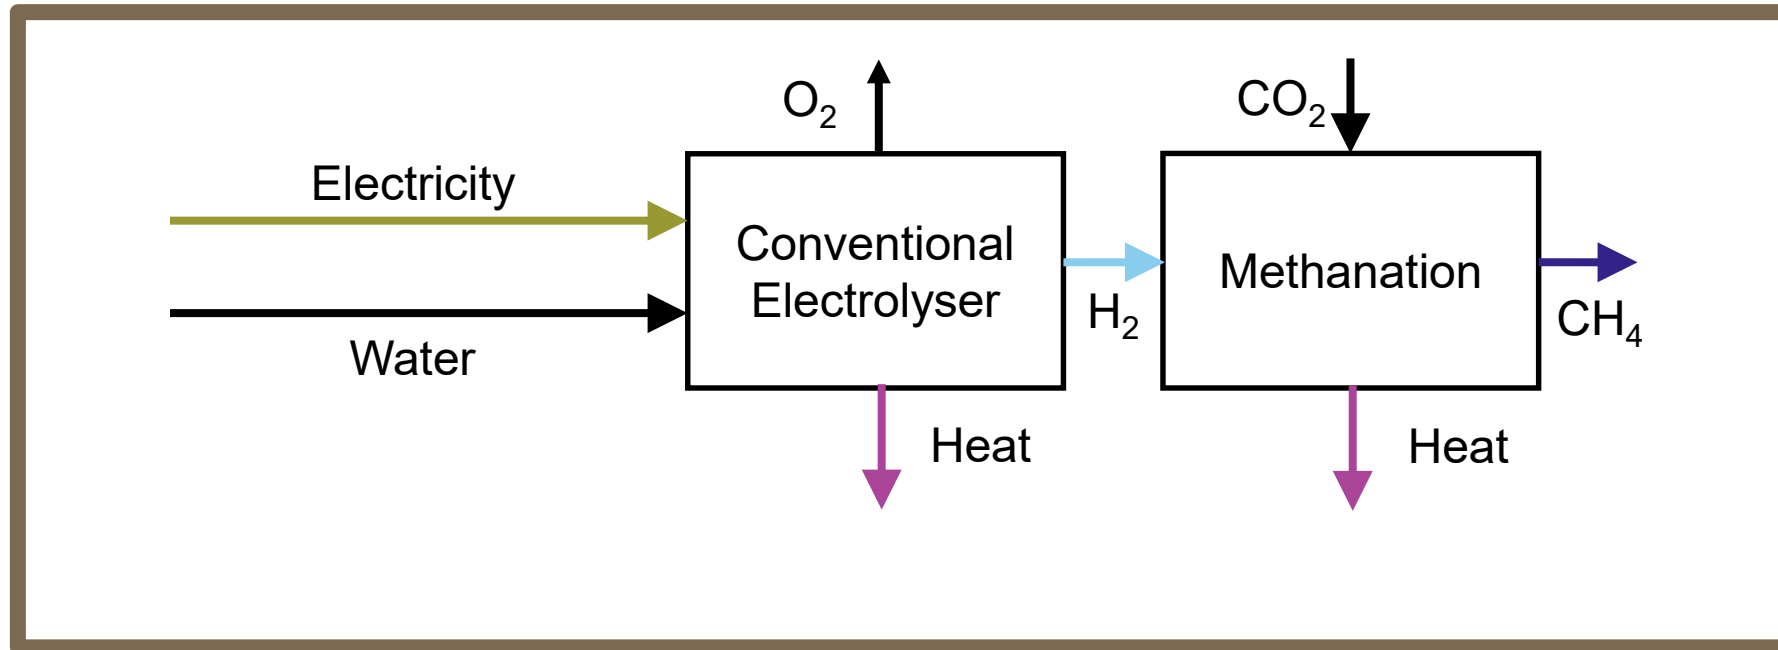 O₂
CO₂
Electricity
Conventional
Electrolyser
Methanation
H₂
CH₄
Water
Heat
Heat